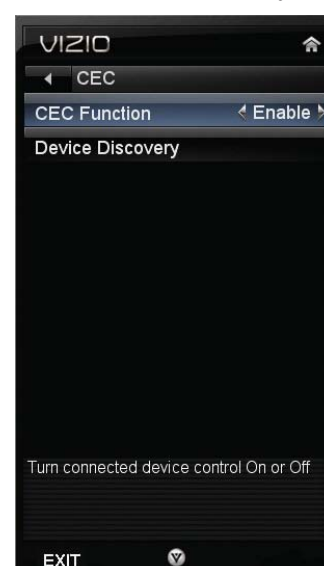 VIZIO
CEC
CEC Function Enable
Device Discovery
Turn connected device control On or Off
EXIT